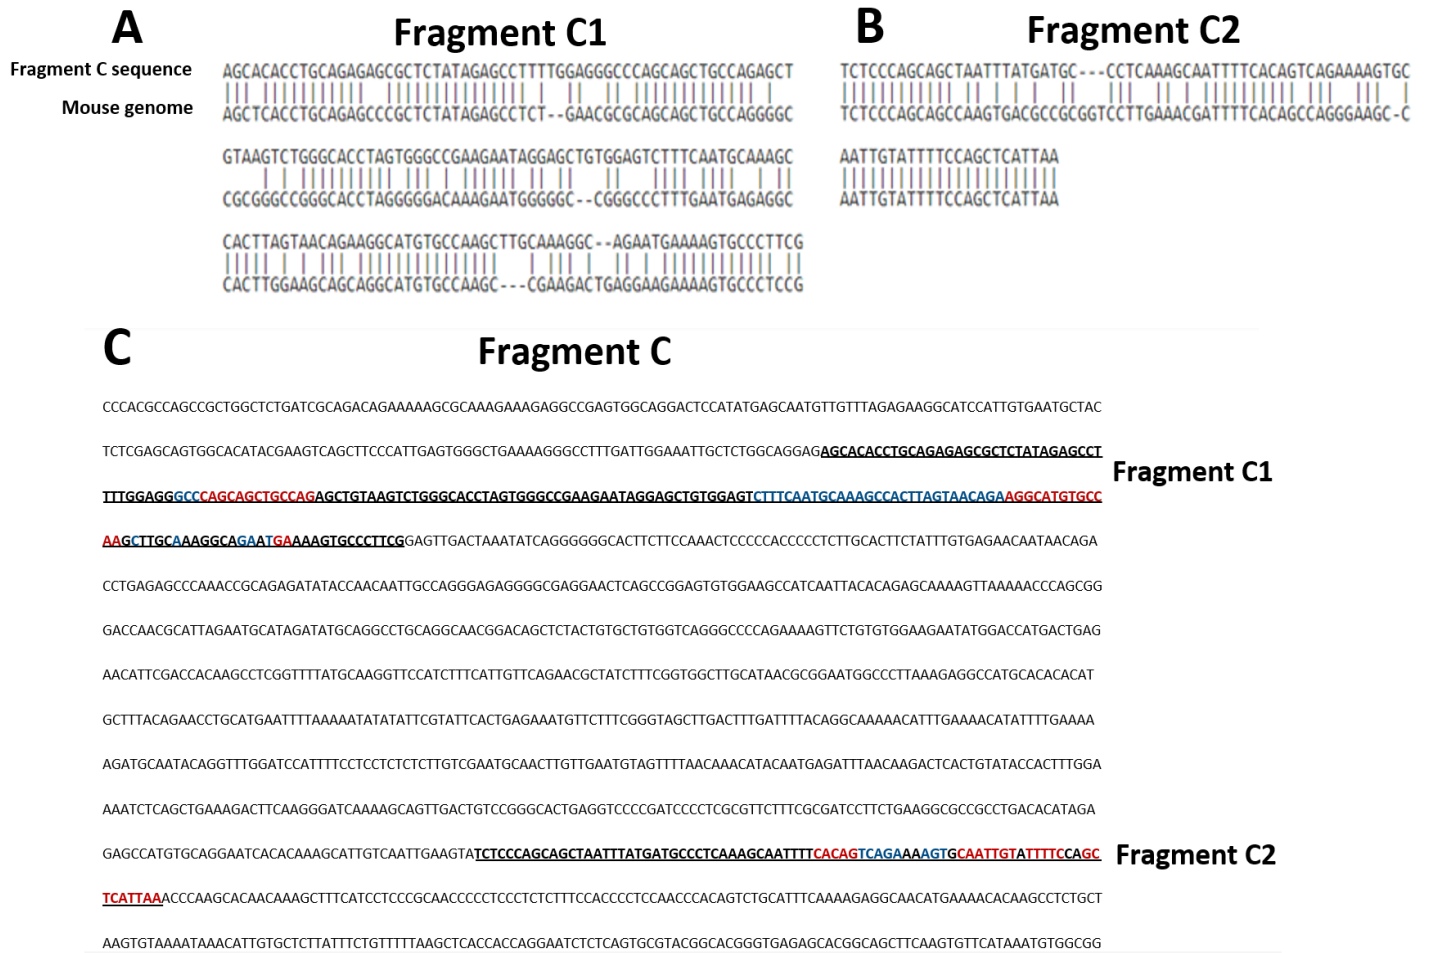 A
Fragment C1
Fragment C sequence
AGCACACCTGCAGAGAGCGCTCTATAGAGCCTTTTGGAGGGCCCAGCAGCTGCCAGAGCT
Mouse genome
AGCTCACCTGCAGAGCCCGCTCTATAGAGCCTCT--GAACGCGCAGCAGCTGCCAGGGGC
GTAAGTCTGGGCACCTAGTGGGCCGAAGAATAGGAGCTGTGGAGTCTTTCAATGCAAAGC
CGCGGGCCGGGCACCTAGGGGGACAAAGAATGGGGGC--CGGGCCCTTTGAATGAGAGGC
CACTTAGTAACAGAAGGCATGTGCCAAGCTTGCAAAGGC--AGAATGAAAAGTGCCCTTCG
CACTTGGAAGCAGCAGGCATGTGCCAAGC---CGAAGACTGAGGAAGAAAAGTGCCCTCCG
B
Fragment C2
TCTCCCAGCAGCTAATTTATGATGC---CCTCAAAGCAATTTTCACAGTCAGAAAAGTGC
TCTCCCAGCAGCCAAGTGACGCCGCGGTCCTTGAAACGATTTTCACAGCCAGGGAAGC-C
AATTGTATTTTCCAGCTCATTAA
AATTGTATTTTCCAGCTCATTAA
C
Fragment C
CCCACGCCAGCCGCTGGCTCTGATCGCAGACAGAAAAAGCGCAAAGAAAGAGGCCGAGTGGCAGGACTCCATATGAGCAATGTTGTTTAGAGAAGGCATCCATTGTGAATGCTAC
TCTCGAGCAGTGGCACATACGAAGTCAGCTTCCCATTGAGTGGGCTGAAAAGGGCCTTTGATTGGAAATTGCTCTGGCAGGAGAGCACACCTGCAGAGAGCGCTCTATAGAGCCT
Fragment C1
TTTGGAGGGCCCAGCAGCTGCCAGAGCTGTAAGTCTGGGCACCTAGTGGGCCGAAGAATAGGAGCTGTGGAGTCTTTCAATGCAAAGCCACTTAGTAACAGAAGGCATGTGCC
AAGCTTGCAAAGGCAGAATGAAAAGTGCCCTTCGGAGTTGACTAAATATCAGGGGGGCACTTCTTCCAAACTCCCCCACCCCCTCTTGCACTTCTATTTGTGAGAACAATAACAGA
CCTGAGAGCCCAAACCGCAGAGATATACCAACAATTGCCAGGGAGAGGGGCGAGGAACTCAGCCGGAGTGTGGAAGCCATCAATTACACAGAGCAAAAGTTAAAAACCCAGCGG
GACCAACGCATTAGAATGCATAGATATGCAGGCCTGCAGGCAACGGACAGCTCTACTGTGCTGTGGTCAGGGCCCCAGAAAAGTTCTGTGTGGAAGAATATGGACCATGACTGAG
AACATTCGACCACAAGCCTCGGTTTTATGCAAGGTTCCATCTTTCATTGTTCAGAACGCTATCTTTCGGTGGCTTGCATAACGCGGAATGGCCCTTAAAGAGGCCATGCACACACAT
GCTTTACAGAACCTGCATGAATTTTAAAAATATATATTCGTATTCACTGAGAAATGTTCTTTCGGGTAGCTTGACTTTGATTTTACAGGCAAAAACATTTGAAAACATATTTTGAAAA
AGATGCAATACAGGTTTGGATCCATTTTCCTCCTCTCTCTTGTCGAATGCAACTTGTTGAATGTAGTTTTAACAAACATACAATGAGATTTAACAAGACTCACTGTATACCACTTTGGA
AAATCTCAGCTGAAAGACTTCAAGGGATCAAAAGCAGTTGACTGTCCGGGCACTGAGGTCCCCGATCCCCTCGCGTTCTTTCGCGATCCTTCTGAAGGCGCCGCCTGACACATAGA
GAGCCATGTGCAGGAATCACACAAAGCATTGTCAATTGAAGTATCTCCCAGCAGCTAATTTATGATGCCCTCAAAGCAATTTTCACAGTCAGAAAAGTGCAATTGTATTTTCCAGC
Fragment C2
TCATTAAACCCAAGCACAACAAAGCTTTCATCCTCCCGCAACCCCCTCCCTCTCTTTCCACCCCTCCAACCCACAGTCTGCATTTCAAAAGAGGCAACATGAAAACACAAGCCTCTGCT
AAGTGTAAAATAAACATTGTGCTCTTATTTCTGTTTTTAAGCTCACCACCAGGAATCTCTCAGTGCGTACGGCACGGGTGAGAGCACGGCAGCTTCAAGTGTTCATAAATGTGGCGG